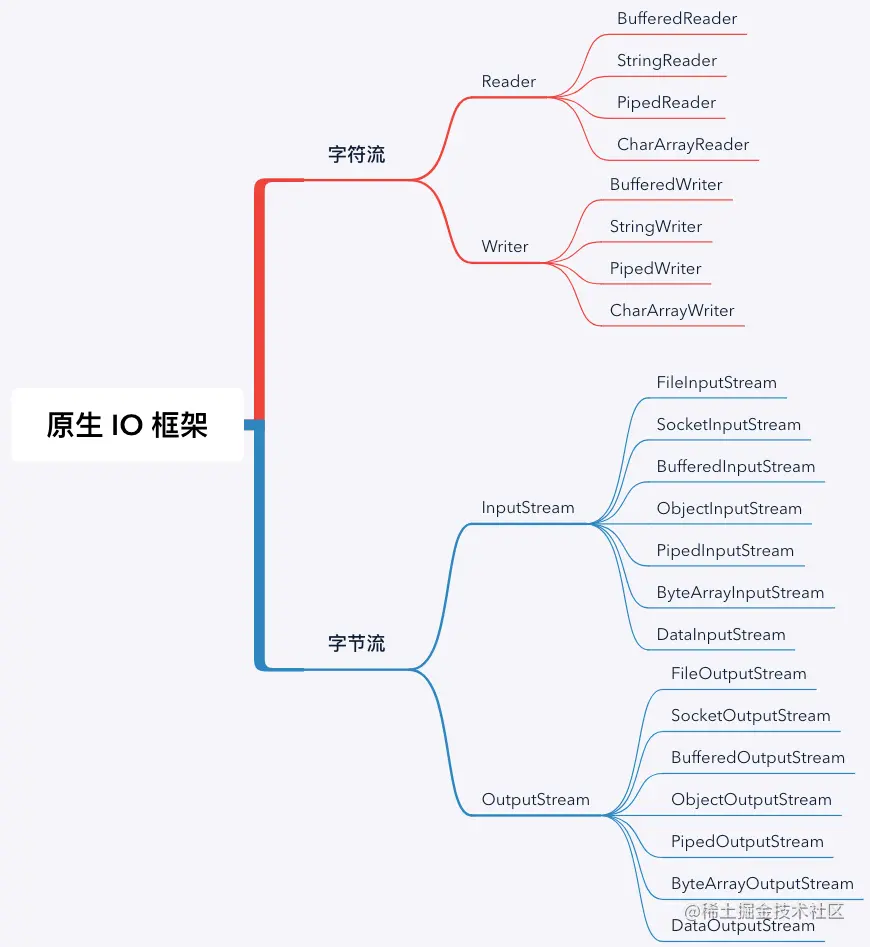 原生 IO 框架
字符流
Reader
BufferedReader
StringReader
PipedReader
CharArrayReader
Writer
BufferedWriter
StringWriter
PipedWriter
CharArrayWriter
字节流
InputStream
FileInputStream
SocketInputStream
BufferedInputStream
ObjectInputStream
PipedInputStream
ByteArrayInputStream
DataInputStream
OutputStream
FileOutputStream
SocketOutputStream
BufferedOutputStream
ObjectOutputStream
PipedOutputStream
ByteArrayOutputStream
DataOutputStream
@稀土掘金技术社区